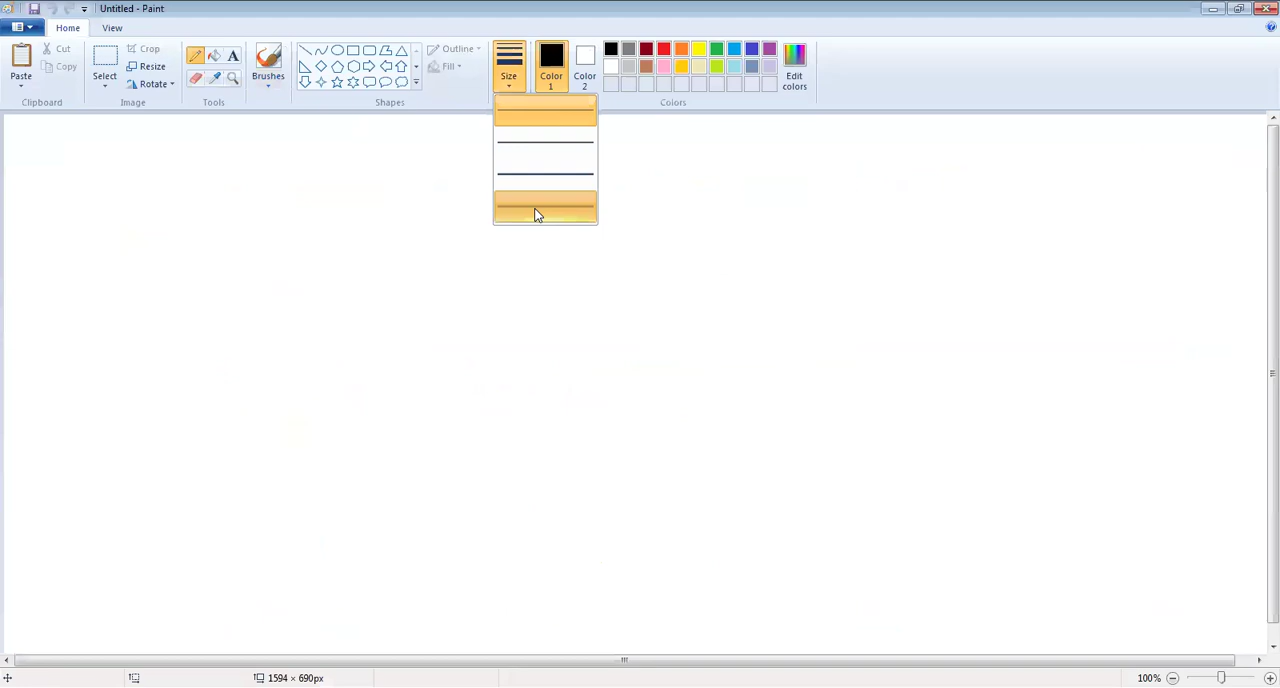 Untitled - Paint
Home View
Paste
Cut
Copy
Clipboard
Select
Crop
Resize
Rotate
Image
A
Tools
Brushes
Shapes
Outline
Fill
Size
Color 1
Color 2
Edit colors
Colors
1594 × 690px
100%